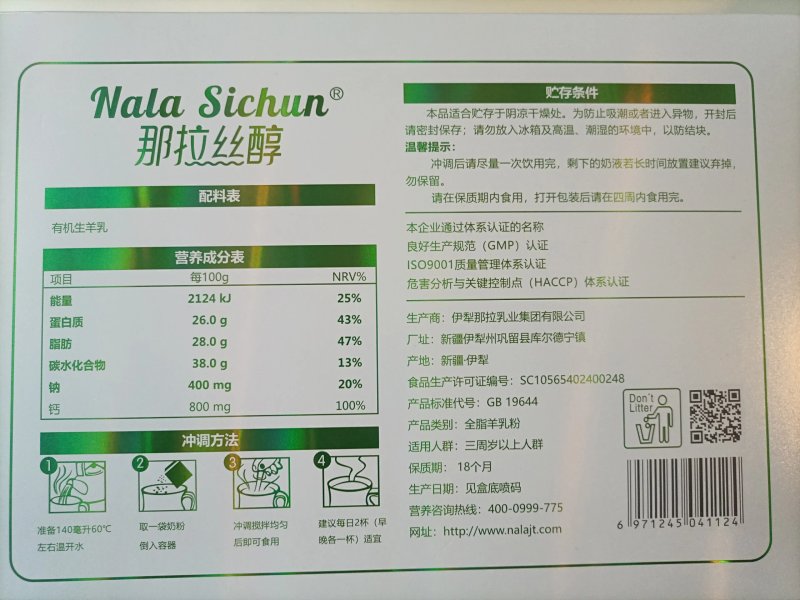 Nala Sichun®
那拉丝醇
配料表
有机生羊乳
营养成分表
项目 每100g NRV%
能量 2124 kJ 25%
蛋白质 26.0 g 43%
脂肪 28.0 g 47%
碳水化合物 38.0 g 13%
钠 400 mg 20%
钙 800 mg 100%
冲调方法
1 2 3 4
准备140毫升60℃
左右温开水
取一袋奶粉
倒入容器
冲调搅拌均匀
后即可食用
建议每日2杯（早
晚各一杯）适宜
贮存条件
本品适合贮存于阴凉干燥处。为防止吸潮或者进入异物，开封后
请密封保存；请勿放入冰箱及高温、潮湿的环境中，以防结块。
温馨提示：
冲调后请尽量一次饮用完，剩下的奶液若长时间放置建议弃掉，
勿保留。
请在保质期内食用，打开包装后请在四周内食用完。
本企业通过体系认证的名称
良好生产规范（GMP）认证
ISO9001质量管理体系认证
危害分析与关键控制点（HACCP）体系认证
生产商：伊犁那拉乳业集团有限公司
厂址：新疆伊犁州巩留县库尔德宁镇
产地：新疆·伊犁
食品生产许可证编号：SC10565402400248
产品标准代号：GB 19644
产品类别：全脂羊乳粉
适用人群：三周岁以上人群
保质期：18个月
生产日期：见盒底喷码
营养咨询热线：400-0999-775
网址：http://www.nalajt.com
Don't
Litter
6 971245 041124